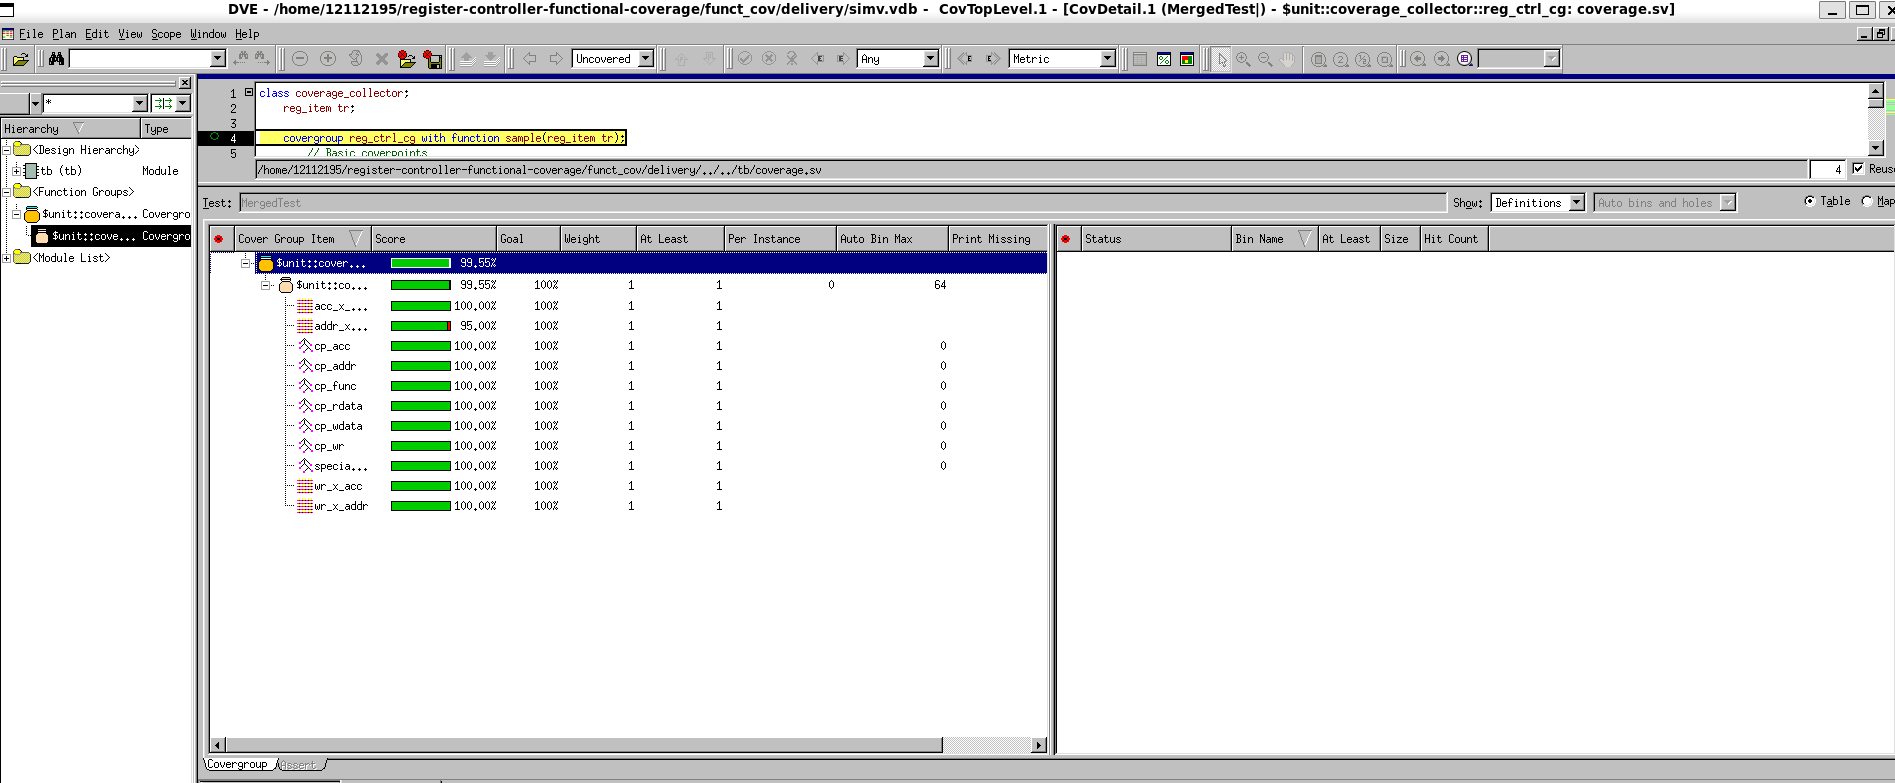 DVE - /home/12112195/register-controller-functional-coverage/funct_cov/delivery/simv.vdb - CovTopLevel.1 - [CovDetail.1 (MergedTest|) - $unit::coverage_collector::reg_ctrl_cg: coverage.sv]
File Plan Edit View Scope Window Help
Uncovered Any Metric
*
Hierarchy Type
<Design Hierarchy>
tb (tb) Module
<Function Groups>
$unit::covera... Covergro
$unit::cove... Covergro
<Module List>
1 class coverage_collector;
2 reg_item tr;
3
4 covergroup reg_ctrl_cg with function sample(reg_item tr);
5 // Basic coverpoints
/home/12112195/register-controller-functional-coverage/funct_cov/delivery/../../tb/coverage.sv 4 Reuse
Test: MergedTest Show: Definitions Auto bins and holes Table Map
Cover Group Item Score Goal Weight At Least Per Instance Auto Bin Max Print Missing
$unit::cover... 99.55%
$unit::co... 99.55% 100% 1 1 0 64
acc_x_... 100.00% 100% 1 1
addr_x... 95.00% 100% 1 1
cp_acc 100.00% 100% 1 1 0
cp_addr 100.00% 100% 1 1 0
cp_func 100.00% 100% 1 1 0
cp_rdata 100.00% 100% 1 1 0
cp_wdata 100.00% 100% 1 1 0
cp_wr 100.00% 100% 1 1 0
specia... 100.00% 100% 1 1 0
wr_x_acc 100.00% 100% 1 1
wr_x_addr 100.00% 100% 1 1
Status Bin Name At Least Size Hit Count
Covergroup Assert